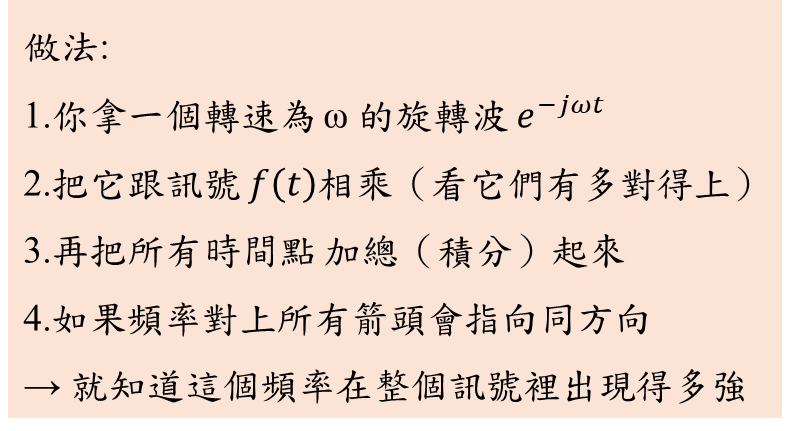 做法:
1.你拿一個轉速為 ω 的旋轉波 𝑒^{−𝑗𝜔𝑡}
2.把它跟訊號 𝑓(𝑡)相乘（看它們有多對得上）
3.再把所有時間點 加總（積分）起來
4.如果頻率對上所有箭頭會指向同方向
→ 就知道這個頻率在整個訊號裡出現得多強